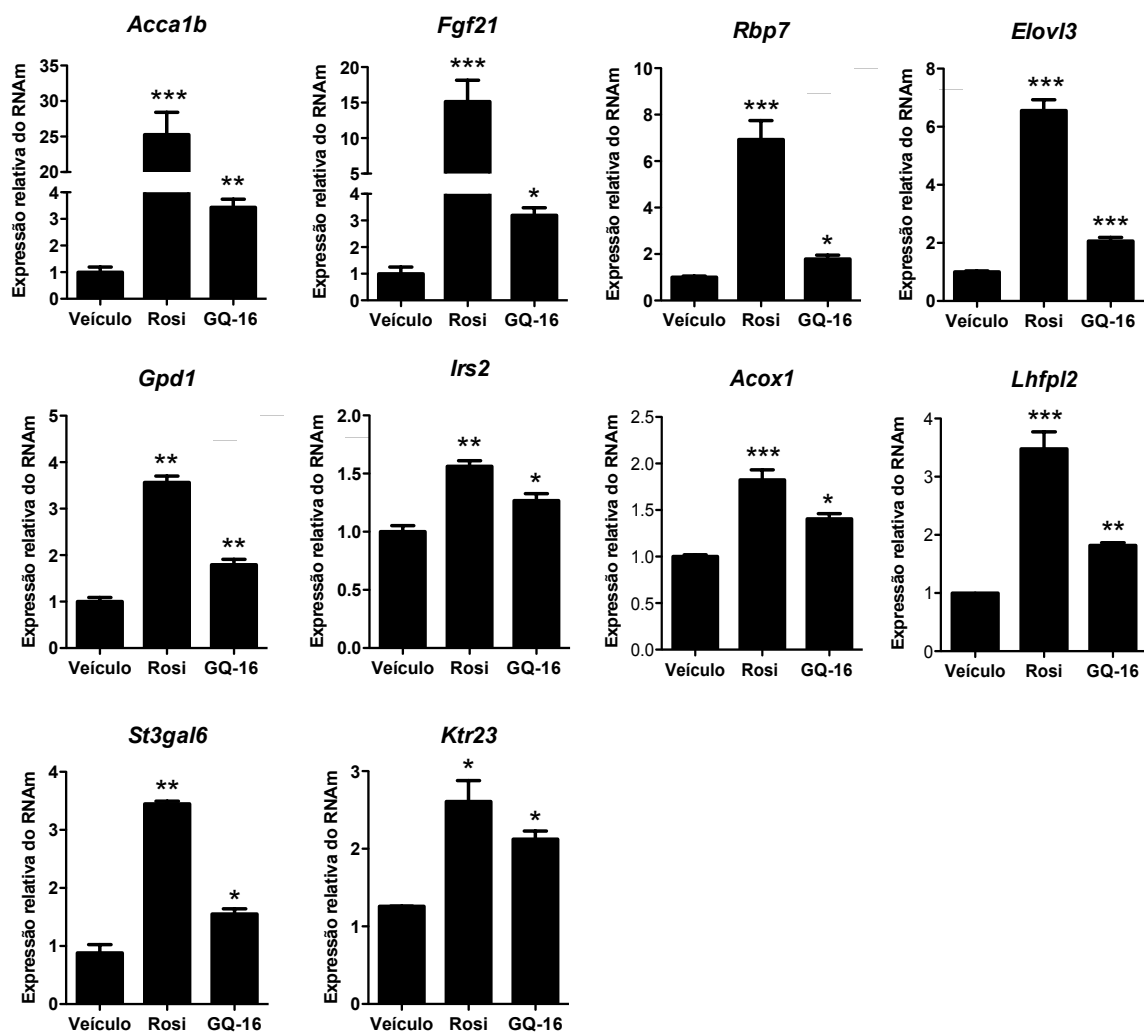 Acca1b
Expressão relativa do RNAm
35
30
25
20
4
3
2
1
0
***
**
Veículo Rosi GQ-16
Fgf21
Expressão relativa do RNAm
20
15
10
5
4
3
2
1
0
***
*
Veículo Rosi GQ-16
Rbp7
Expressão relativa do RNAm
10
8
6
4
2
0
***
*
Veículo Rosi GQ-16
Elovl3
Expressão relativa do RNAm
8
6
4
2
0
***
***
Veículo Rosi GQ-16
Gpd1
Expressão relativa do RNAm
5
4
3
2
1
0
**
**
Veículo Rosi GQ-16
Irs2
Expressão relativa do RNAm
2.0
1.5
1.0
0.5
0.0
**
*
Veículo Rosi GQ-16
Acox1
Expressão relativa do RNAm
2.5
2.0
1.5
1.0
0.5
0.0
***
*
Veículo Rosi GQ-16
Lhfpl2
Expressão relativa do RNAm
4
3
2
1
0
***
**
Veículo Rosi GQ-16
St3gal6
Expressão relativa do RNAm
4
3
2
1
0
**
*
Veículo Rosi GQ-16
Ktr23
Expressão relativa do RNAm
3
2
1
0
*
*
Veículo Rosi GQ-16